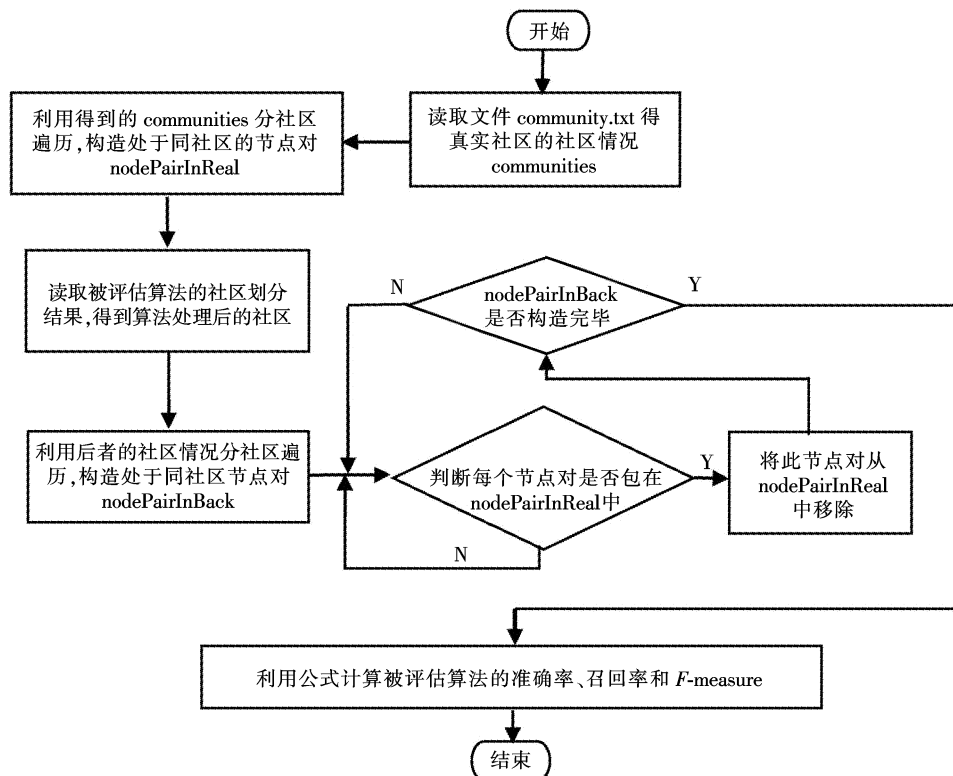 开始
读取文件 community.txt 得
真实社区的社区情况
communities
利用得到的 communities 分社区
遍历,构造处于同社区的节点对
nodePairInReal
读取被评估算法的社区划分
结果,得到算法处理后的社区
利用后者的社区情况分社区遍
历,构造处于同社区节点对
nodePairInBack
判断每个节点对是否包在
nodePairInReal中
Y
N
将此节点对从
nodePairInReal
中移除
nodePairInBack
是否构造完毕
N
Y
利用公式计算被评估算法的准确率、召回率和 F-measure
结束